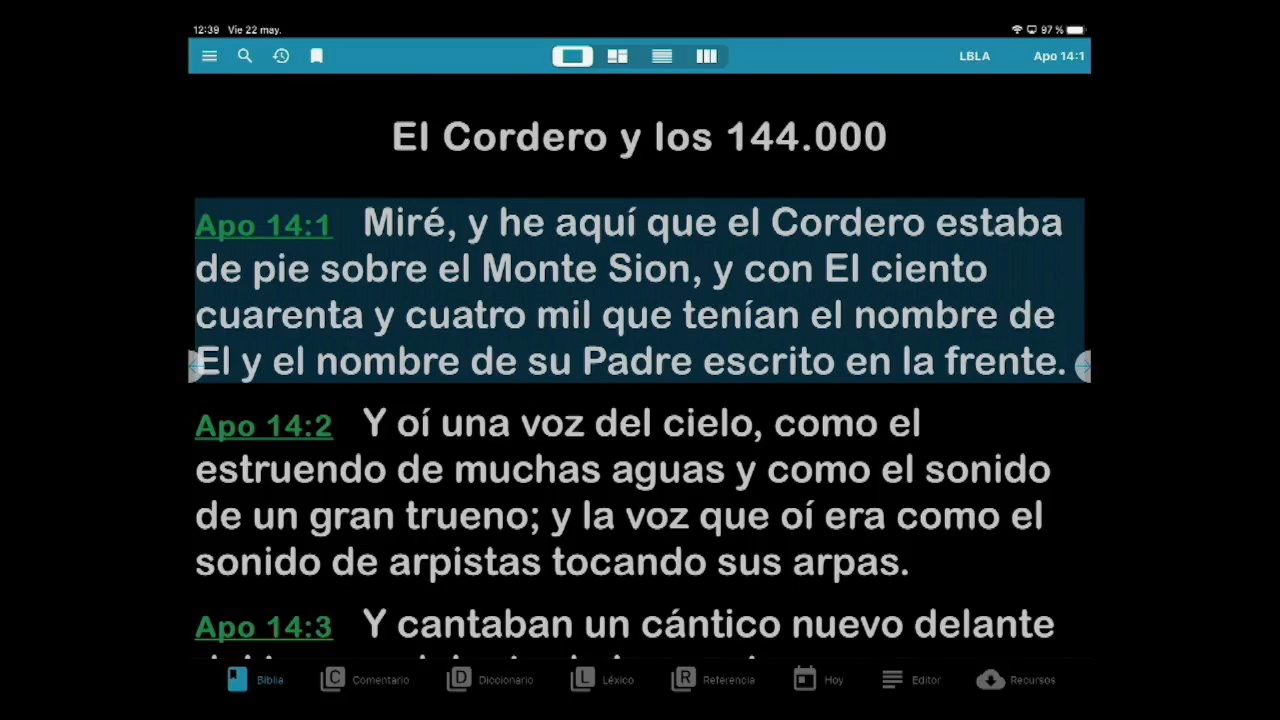 12:39 Vie 22 may. 97 %
LBLA Apo 14:1
El Cordero y los 144.000
Apo 14:1 Miré, y he aquí que el Cordero estaba
de pie sobre el Monte Sion, y con El ciento
cuarenta y cuatro mil que tenían el nombre de
El y el nombre de su Padre escrito en la frente.
Apo 14:2 Y oí una voz del cielo, como el
estruendo de muchas aguas y como el sonido
de un gran trueno; y la voz que oí era como el
sonido de arpistas tocando sus arpas.
Apo 14:3 Y cantaban un cántico nuevo delante
Biblia C Comentario D Diccionario L Léxico R Referencia Hoy Editor Recursos